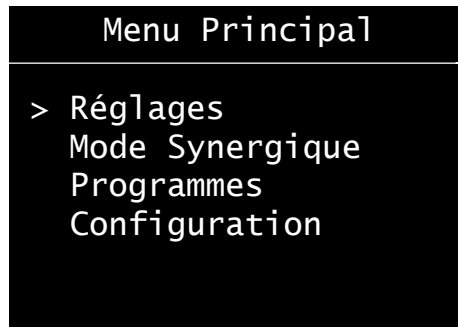 Menu Principal
> Réglages
Mode Synergique
Programmes
Configuration